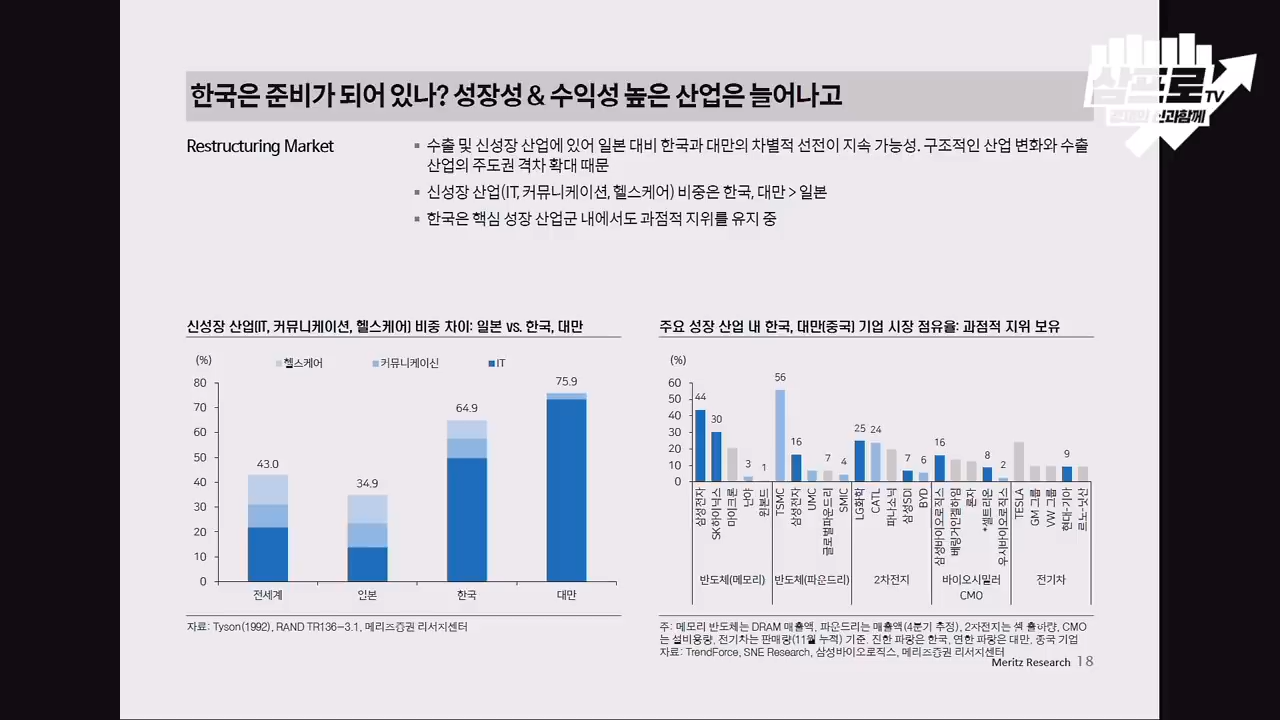 한국은 준비가 되어 있나? 성장성 & 수익성 높은 산업은 늘어나고
삼프로TV
신과함께
Restructuring Market
▪ 수출 및 신성장 산업에 있어 일본 대비 한국과 대만의 차별적 선전이 지속 가능성. 구조적인 산업 변화와 수출
산업의 주도권 격차 확대 때문
▪ 신성장 산업(IT, 커뮤니케이션, 헬스케어) 비중은 한국, 대만 > 일본
▪ 한국은 핵심 성장 산업군 내에서도 과점적 지위를 유지 중
신성장 산업(IT, 커뮤니케이션, 헬스케어) 비중 차이: 일본 vs. 한국, 대만
(%)
헬스케어 커뮤니케이신 IT
80
70
60
50
40
30
20
10
0
43.0
34.9
64.9
75.9
전세계 일본 한국 대만
자료: Tyson(1992), RAND TR136-3.1, 메리츠증권 리서치센터
주요 성장 산업 내 한국, 대만(중국) 기업 시장 점유율: 과점적 지위 보유
(%)
60
50
40
30
20
10
0
44 30 3 1 56 16 7 4 25 24 7 6 16 8 2 9
삼성전자
SK하이닉스
마이크론
난야
윈본드
TSMC
삼성전자
UMC
글로벌파운드리
SMIC
LG화학
CATL
파나소닉
삼성SDI
BYD
삼성바이오로직스
베링거인겔하임
론자
*셀트리온
우시바이오로직스
TESLA
GM 그룹
VW 그룹
현대-기아
르노-닛산
반도체(메모리) 반도체(파운드리) 2차전지 바이오시밀러 전기차
CMO
주: 메모리 반도체는 DRAM 매출액, 파운드리는 매출액(4분기 추정), 2차전지는 셀 출하량, CMO
는 설비용량, 전기차는 판매량(11월 누적) 기준. 진한 파랑은 한국, 연한 파랑은 대만, 중국 기업
자료: TrendForce, SNE Research, 삼성바이오로직스, 메리츠증권 리서치센터
Meritz Research 18